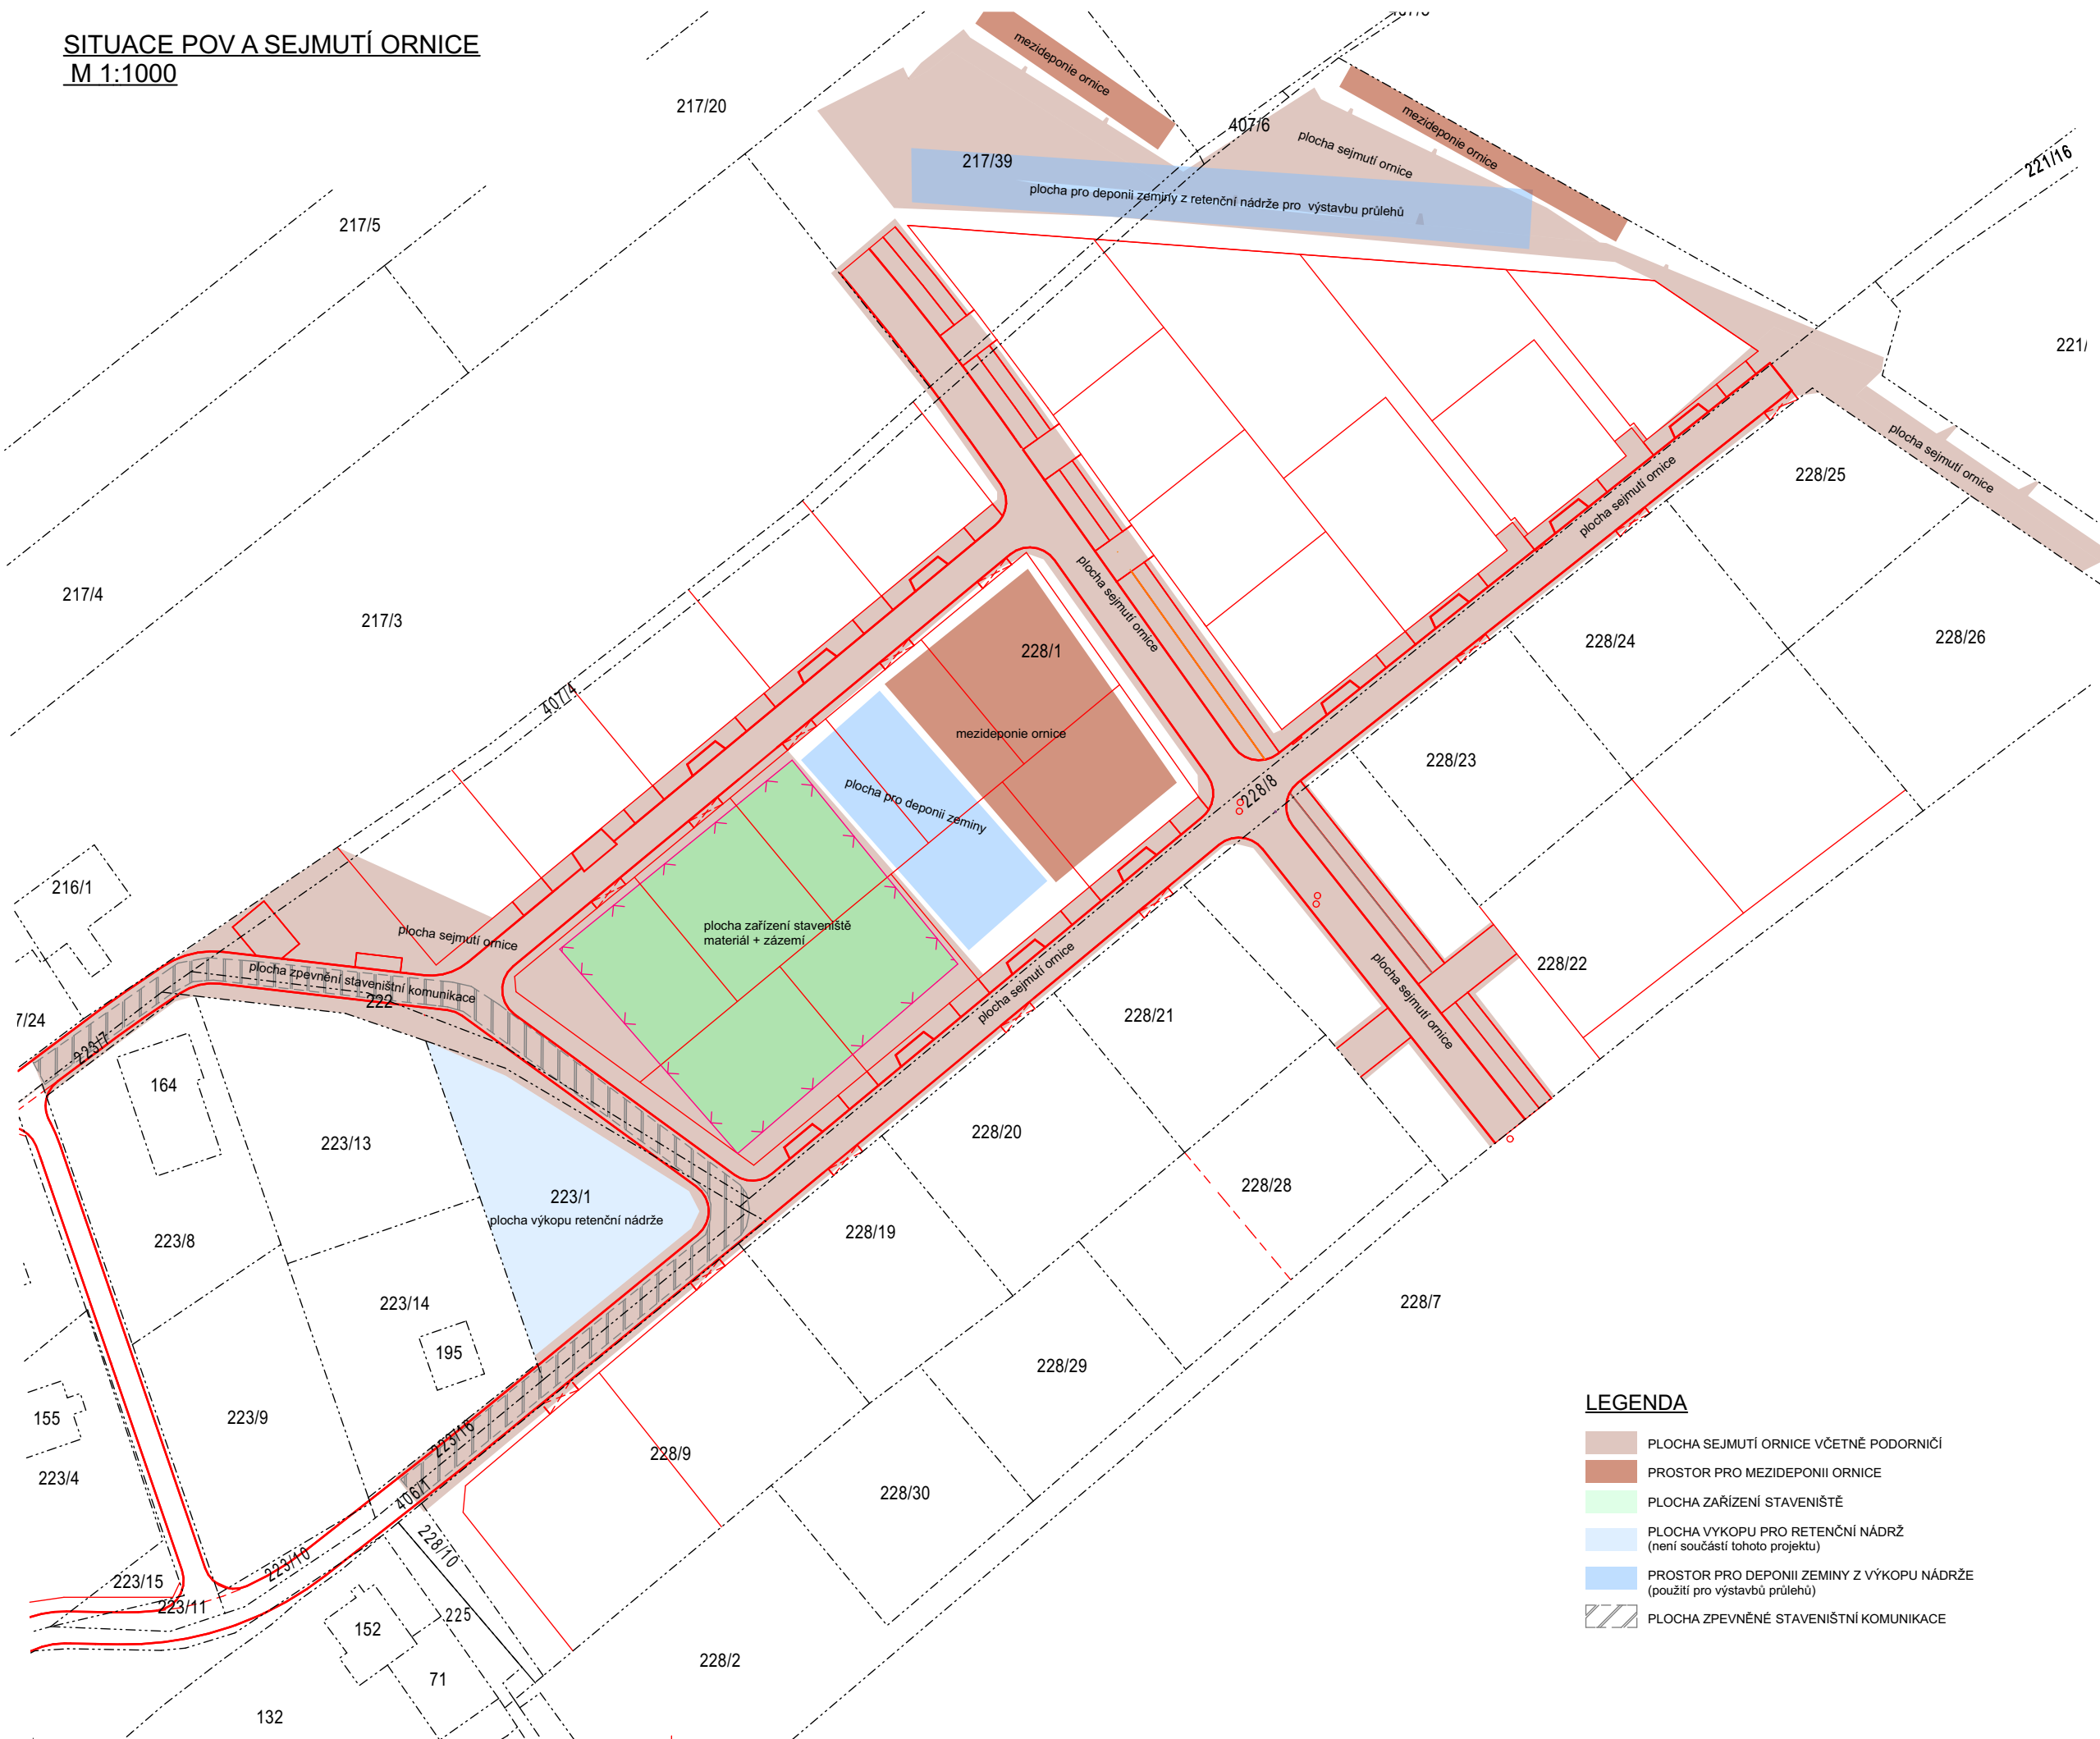 SITUACE POV A SEJMUTÍ ORNICE
M 1:1000
mezideponie ornice
217/20
407/6
mezideponie ornice
plocha sejmutí ornice
217/39
221/16
plocha pro deponii zeminy z retenční nádrže pro výstavbu průlehů
217/5
221/
plocha sejmutí ornice
228/25
plocha sejmutí ornice
217/4
217/3
plocha sejmutí ornice
228/1
228/24
228/26
407/4
mezideponie ornice
228/23
228/8
plocha pro deponii zeminy
216/1
plocha zařízení staveniště
materiál + zázemí
plocha sejmutí ornice
228/22
plocha zpevnění staveništní komunikace
222
plocha sejmutí ornice
plocha sejmutí ornice
7/24
223/7
228/21
164
223/13
228/20
223/1
plocha výkopu retenční nádrže
228/28
223/8
228/19
223/14
228/7
195
228/29
155
223/9
223/16
228/9
223/4
406/1
228/30
228/10
223/10
223/15
223/11
225
152
228/2
71
132
LEGENDA
PLOCHA SEJMUTÍ ORNICE VČETNĚ PODORNIČÍ
PROSTOR PRO MEZIDEPONII ORNICE
PLOCHA ZAŘÍZENÍ STAVENIŠTĚ
PLOCHA VYKOPU PRO RETENČNÍ NÁDRŽ
(není součástí tohoto projektu)
PROSTOR PRO DEPONII ZEMINY Z VÝKOPU NÁDRŽE
(použití pro výstavbů průlehů)
PLOCHA ZPEVNĚNÉ STAVENIŠTNÍ KOMUNIKACE